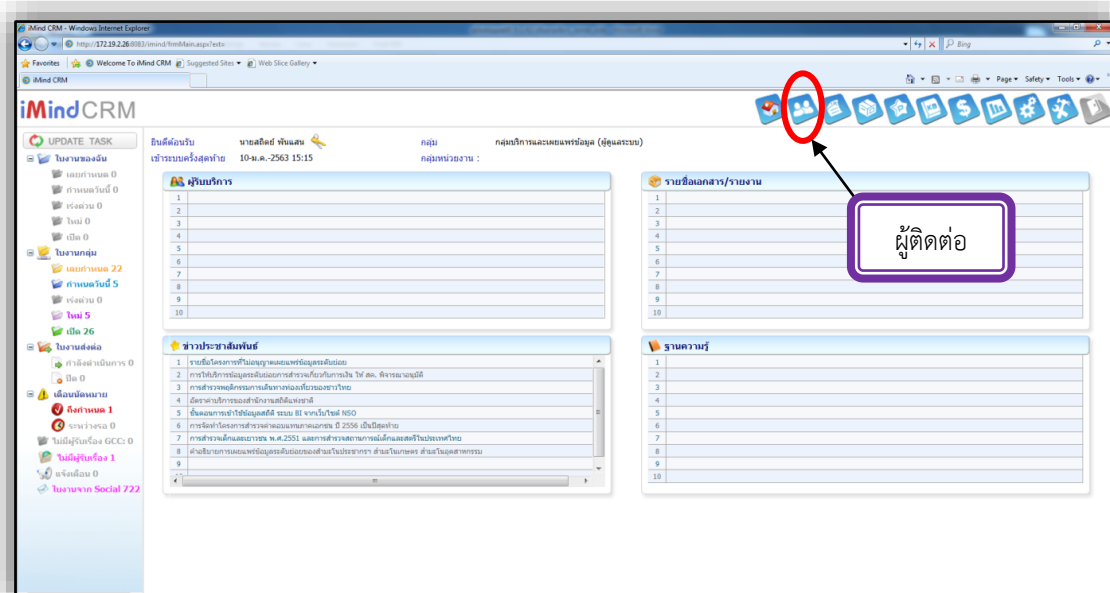 iMind CRM - Windows Internet Explorer
http://172.19.2.26:8083/imind/frmMain.aspx?ext=
Bing
Favorites Welcome To iMind CRM Suggested Sites Web Slice Gallery
iMind CRM
Page Safety Tools
iMindCRM
UPDATE TASK
ใบงานของฉัน
เลยกำหนด 0
กำหนดวันนี้ 0
เร่งด่วน 0
ใหม่ 0
เปิด 0
ใบงานกลุ่ม
เลยกำหนด 22
กำหนดวันนี้ 5
เร่งด่วน 0
ใหม่ 5
เปิด 26
ใบงานส่งต่อ
กำลังดำเนินการ 0
ปิด 0
เตือนนัดหมาย
ถึงกำหนด 1
ระหว่างรอ 0
ไม่มีผู้รับเรื่อง GCC: 0
ไม่มีผู้รับเรื่อง 1
แจ้งเตือน 0
ใบงานจาก Social 722
ยินดีต้อนรับ นายสถิตย์ พันแสน กลุ่ม กลุ่มบริการและเผยแพร่ข้อมูล (ผู้ดูแลระบบ)
เข้าระบบครั้งสุดท้าย 10-ม.ค.-2563 15:15 กลุ่มหน่วยงาน :
ผู้รับบริการ
1
2
3
4
5
6
7
8
9
10
รายชื่อเอกสาร/รายงาน
1
2
3
4
5
6
7
8
9
10
ผู้ติดต่อ
ข่าวประชาสัมพันธ์
1 รายชื่อโครงการที่ไม่อนุญาตเผยแพร่ข้อมูลระดับย่อย
2 การให้บริการข้อมูลระดับย่อยการสำรวจเกี่ยวกับการเงิน ให้ สค. พิจารณาอนุมัติ
3 การสำรวจพฤติกรรมการเดินทางท่องเที่ยวของชาวไทย
4 อัตราค่าบริการของสำนักงานสถิติแห่งชาติ
5 ขั้นตอนการเข้าใช้ข้อมูลสถิติ ระบบ BI จากเว็บไซต์ NSO
6 การจัดทำโครงการสำรวจค่าตอบแทนภาคเอกชน ปี 2556 เป็นปีสุดท้าย
7 การสำรวจเด็กและเยาวชน พ.ศ.2551 และการสำรวจสถานการณ์เด็กและสตรีในประเทศไทย
8 คำอธิบายการเผยแพร่ข้อมูลระดับย่อยของสำมะโนประชากรฯ สำมะโนเกษตร สำมะโนอุตสาหกรรม
9
ฐานความรู้
1
2
3
4
5
6
7
8
9
10